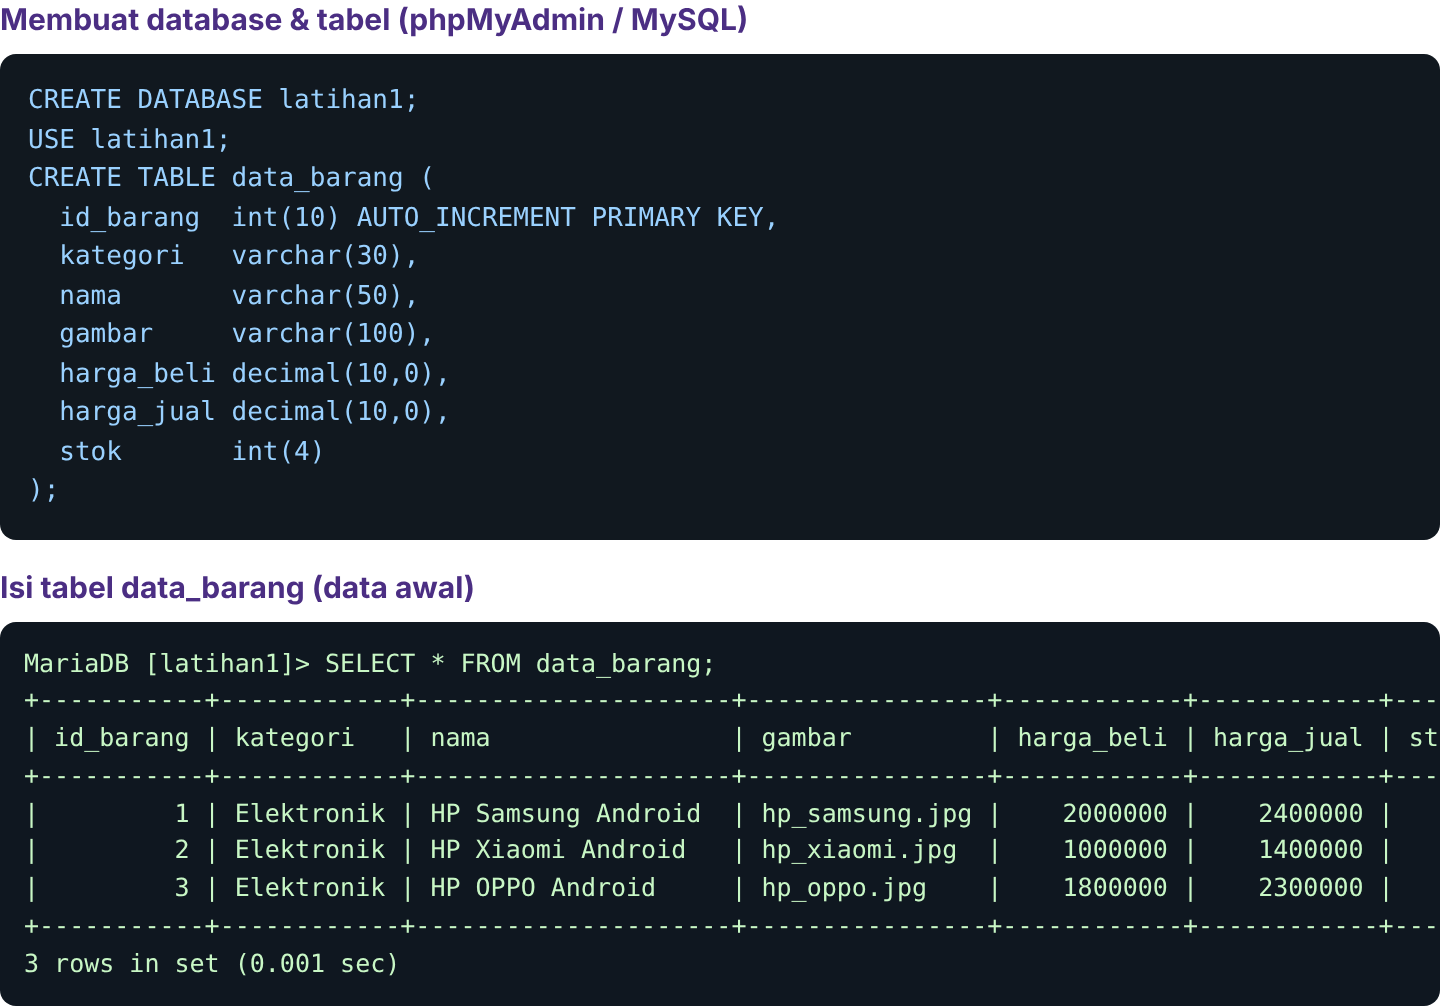 Membuat database & tabel (phpMyAdmin / MySQL)
CREATE DATABASE latihan1;
USE latihan1;
CREATE TABLE data_barang (
  id_barang  int(10) AUTO_INCREMENT PRIMARY KEY,
  kategori   varchar(30),
  nama       varchar(50),
  gambar     varchar(100),
  harga_beli decimal(10,0),
  harga_jual decimal(10,0),
  stok       int(4)
);
Isi tabel data_barang (data awal)
MariaDB [latihan1]> SELECT * FROM data_barang;
+-----------+------------+---------------------+----------------+------------+------------+---
| id_barang | kategori   | nama                | gambar         | harga_beli | harga_jual | st
+-----------+------------+---------------------+----------------+------------+------------+---
|         1 | Elektronik | HP Samsung Android  | hp_samsung.jpg |    2000000 |    2400000 |
|         2 | Elektronik | HP Xiaomi Android   | hp_xiaomi.jpg  |    1000000 |    1400000 |
|         3 | Elektronik | HP OPPO Android     | hp_oppo.jpg    |    1800000 |    2300000 |
+-----------+------------+---------------------+----------------+------------+------------+---
3 rows in set (0.001 sec)